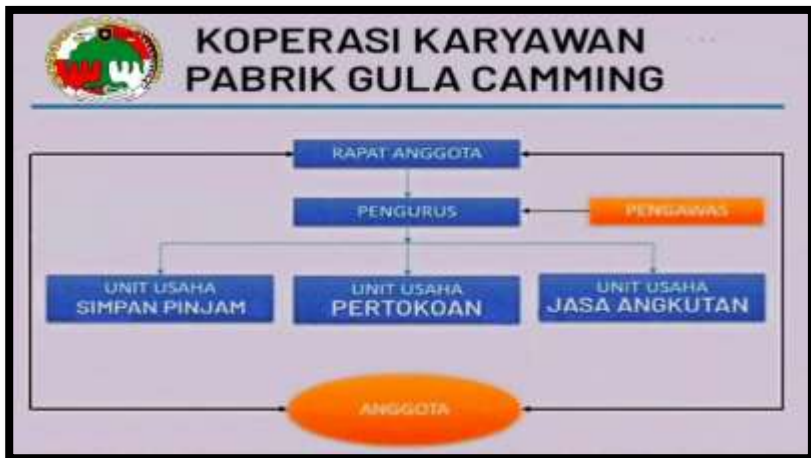 KOPERASI KARYAWAN
PABRIK GULA CAMMING
RAPAT ANGGOTA
PENGURUS
PENGAWAS
UNIT USAHA
SIMPAN PINJAM
UNIT USAHA
PERTOKOAN
UNIT USAHA
JASA ANGKUTAN
ANGGOTA